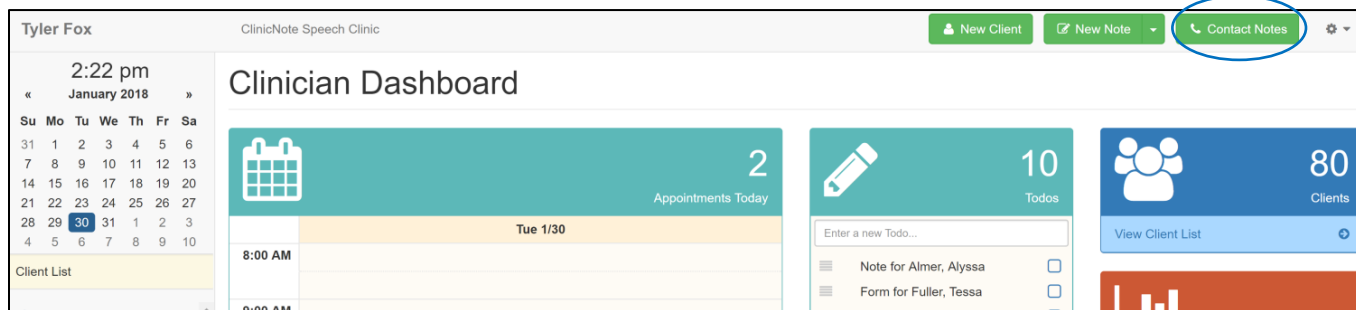 Tyler Fox
ClinicNote Speech Clinic
New Client
New Note
Contact Notes
2:22 pm
« January 2018 »
Su Mo Tu We Th Fr Sa
31 1 2 3 4 5 6
7 8 9 10 11 12 13
14 15 16 17 18 19 20
21 22 23 24 25 26 27
28 29 30 31 1 2 3
4 5 6 7 8 9 10
Client List
Clinician Dashboard
2
Appointments Today
Tue 1/30
8:00 AM
9:00 AM
10
Todos
Enter a new Todo...
Note for Almer, Alyssa
Form for Fuller, Tessa
80
Clients
View Client List